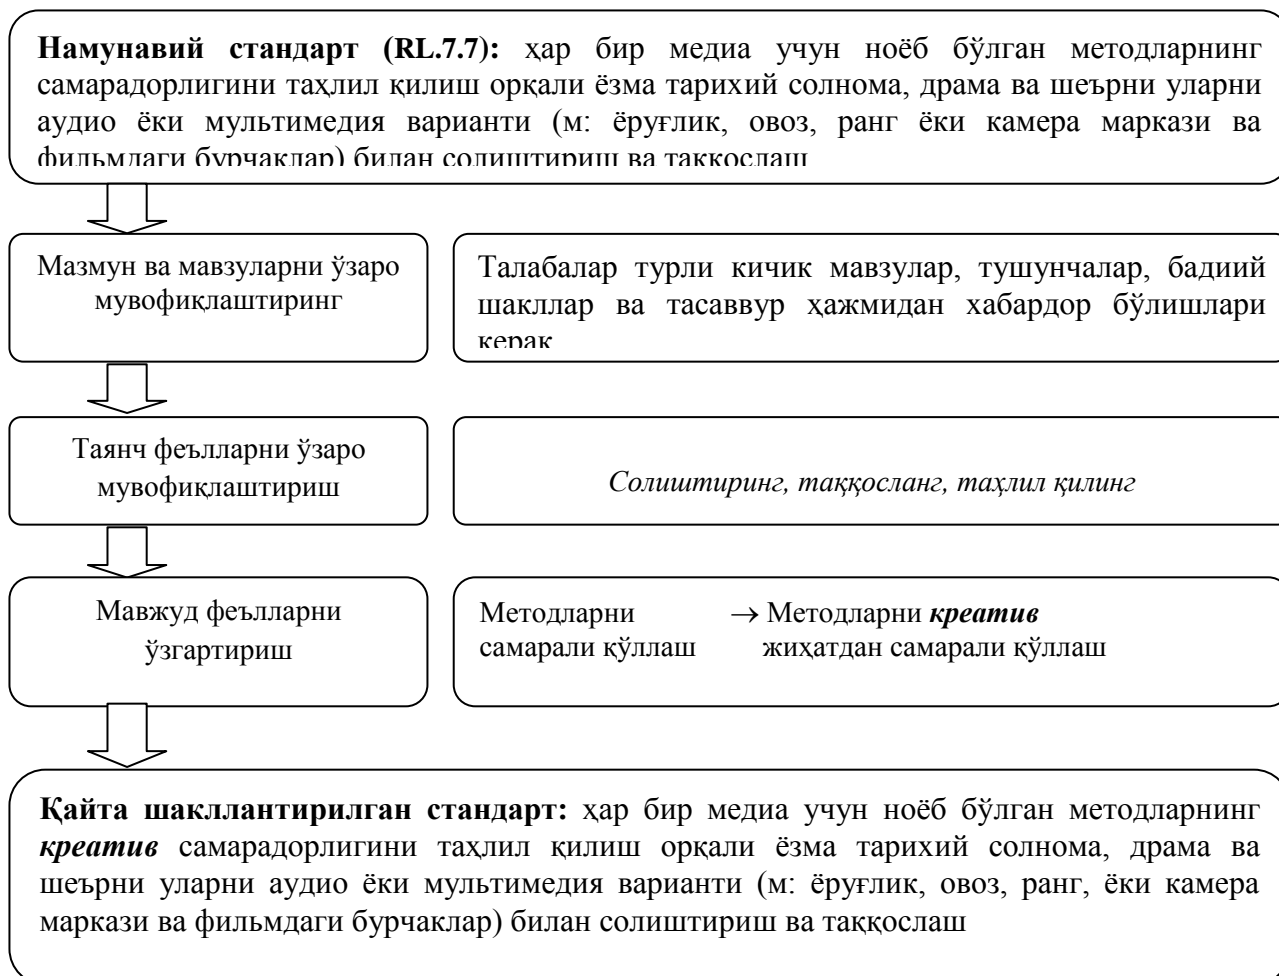 Намунавий стандарт (RL.7.7): ҳар бир медиа учун ноёб бўлган методларнинг
самарадорлигини таҳлил қилиш орқали ёзма тарихий солнома, драма ва шеърни уларни
аудио ёки мультимедия варианти (м: ёруғлик, овоз, ранг ёки камера маркази ва
фильмдаги бурчаклар) билан солиштириш ва таққослаш
Мазмун ва мавзуларни ўзаро
мувофиқлаштиринг
Талабалар турли кичик мавзулар, тушунчалар, бадиий
шакллар ва тасаввур ҳажмидан хабардор бўлишлари
керак
Таянч феълларни ўзаро
мувофиқлаштириш
Солиштиринг, таққосланг, таҳлил қилинг
Мавжуд феълларни
ўзгартириш
Методларни → Методларни креатив
самарали қўллаш жиҳатдан самарали қўллаш
Қайта шакллантирилган стандарт: ҳар бир медиа учун ноёб бўлган методларнинг
креатив самарадорлигини таҳлил қилиш орқали ёзма тарихий солнома, драма ва
шеърни уларни аудио ёки мультимедия варианти (м: ёруғлик, овоз, ранг, ёки камера
маркази ва фильмдаги бурчаклар) билан солиштириш ва таққослаш